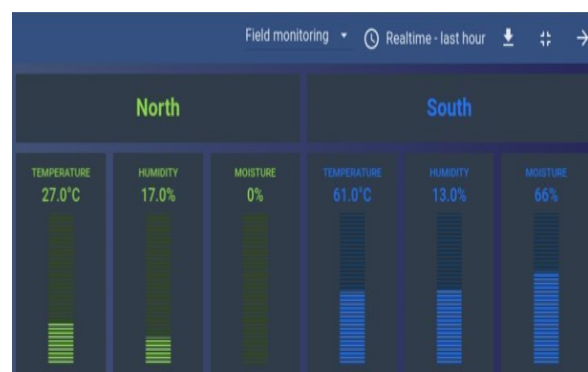 Field monitoring Realtime - last hour
North South
TEMPERATURE HUMIDITY MOISTURE TEMPERATURE HUMIDITY MOISTURE
27.0°C 17.0% 0% 61.0°C 13.0% 66%